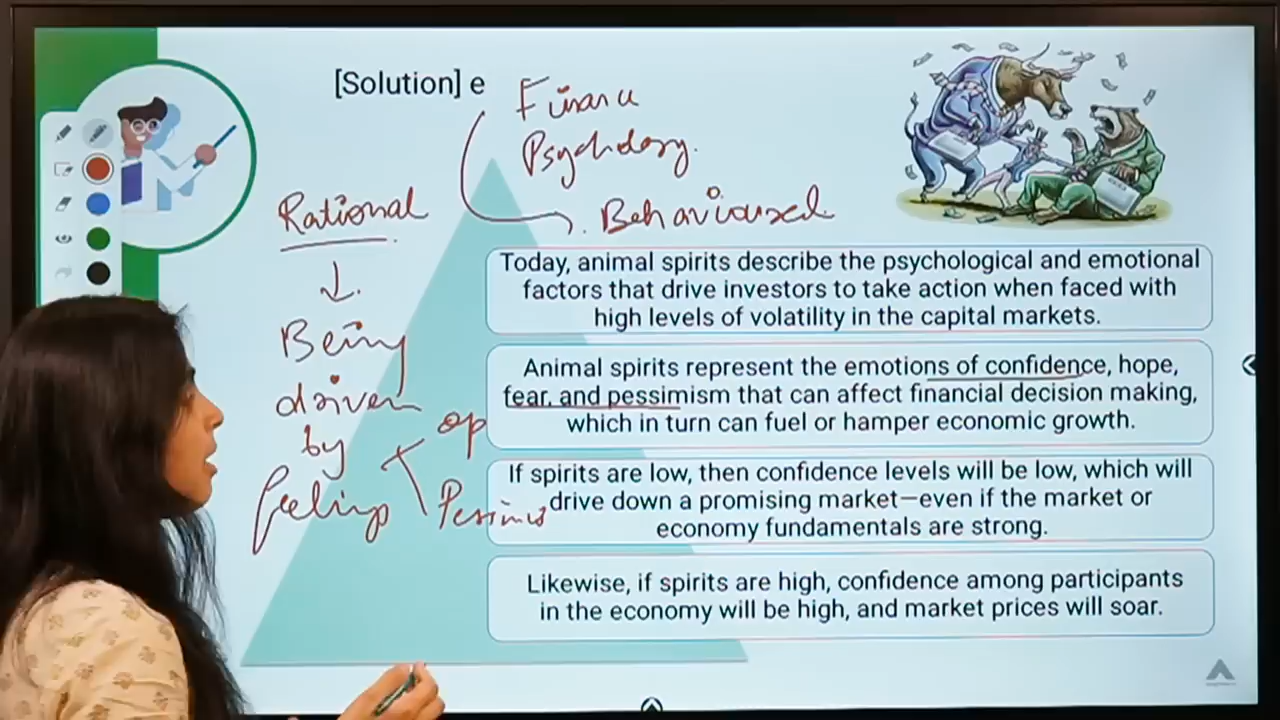 [Solution] e
Finance
Psychology.
Behavioural
Rational
↓
Being
driven
by
feelings
op
Pessimis
Today, animal spirits describe the psychological and emotional
factors that drive investors to take action when faced with
high levels of volatility in the capital markets.
Animal spirits represent the emotions of confidence, hope,
fear, and pessimism that can affect financial decision making,
which in turn can fuel or hamper economic growth.
If spirits are low, then confidence levels will be low, which will
drive down a promising market—even if the market or
economy fundamentals are strong.
Likewise, if spirits are high, confidence among participants
in the economy will be high, and market prices will soar.